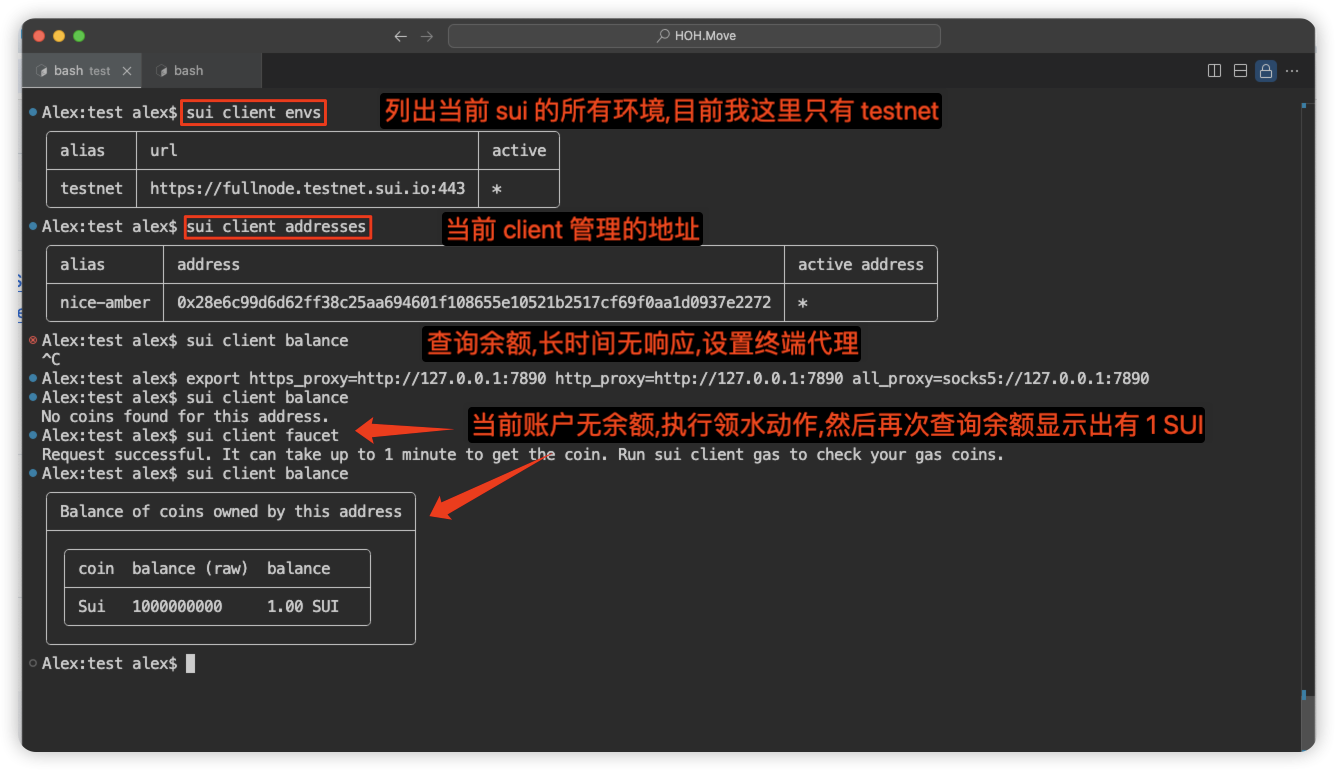 HOH.Move
bash test
bash
Alex:test alex$ sui client envs
列出当前 sui 的所有环境,目前我这里只有 testnet
alias url active
testnet https://fullnode.testnet.sui.io:443 *
Alex:test alex$ sui client addresses
当前 client 管理的地址
alias address active address
nice-amber 0x28e6c99d6d62ff38c25aa694601f108655e10521b2517cf69f0aa1d0937e2272 *
Alex:test alex$ sui client balance
查询余额,长时间无响应,设置终端代理
^C
Alex:test alex$ export https_proxy=http://127.0.0.1:7890 http_proxy=http://127.0.0.1:7890 all_proxy=socks5://127.0.0.1:7890
Alex:test alex$ sui client balance
No coins found for this address.
当前账户无余额,执行领水动作,然后再次查询余额显示出有 1 SUI
Alex:test alex$ sui client faucet
Request successful. It can take up to 1 minute to get the coin. Run sui client gas to check your gas coins.
Alex:test alex$ sui client balance
Balance of coins owned by this address
coin balance (raw) balance
Sui 1000000000 1.00 SUI
Alex:test alex$